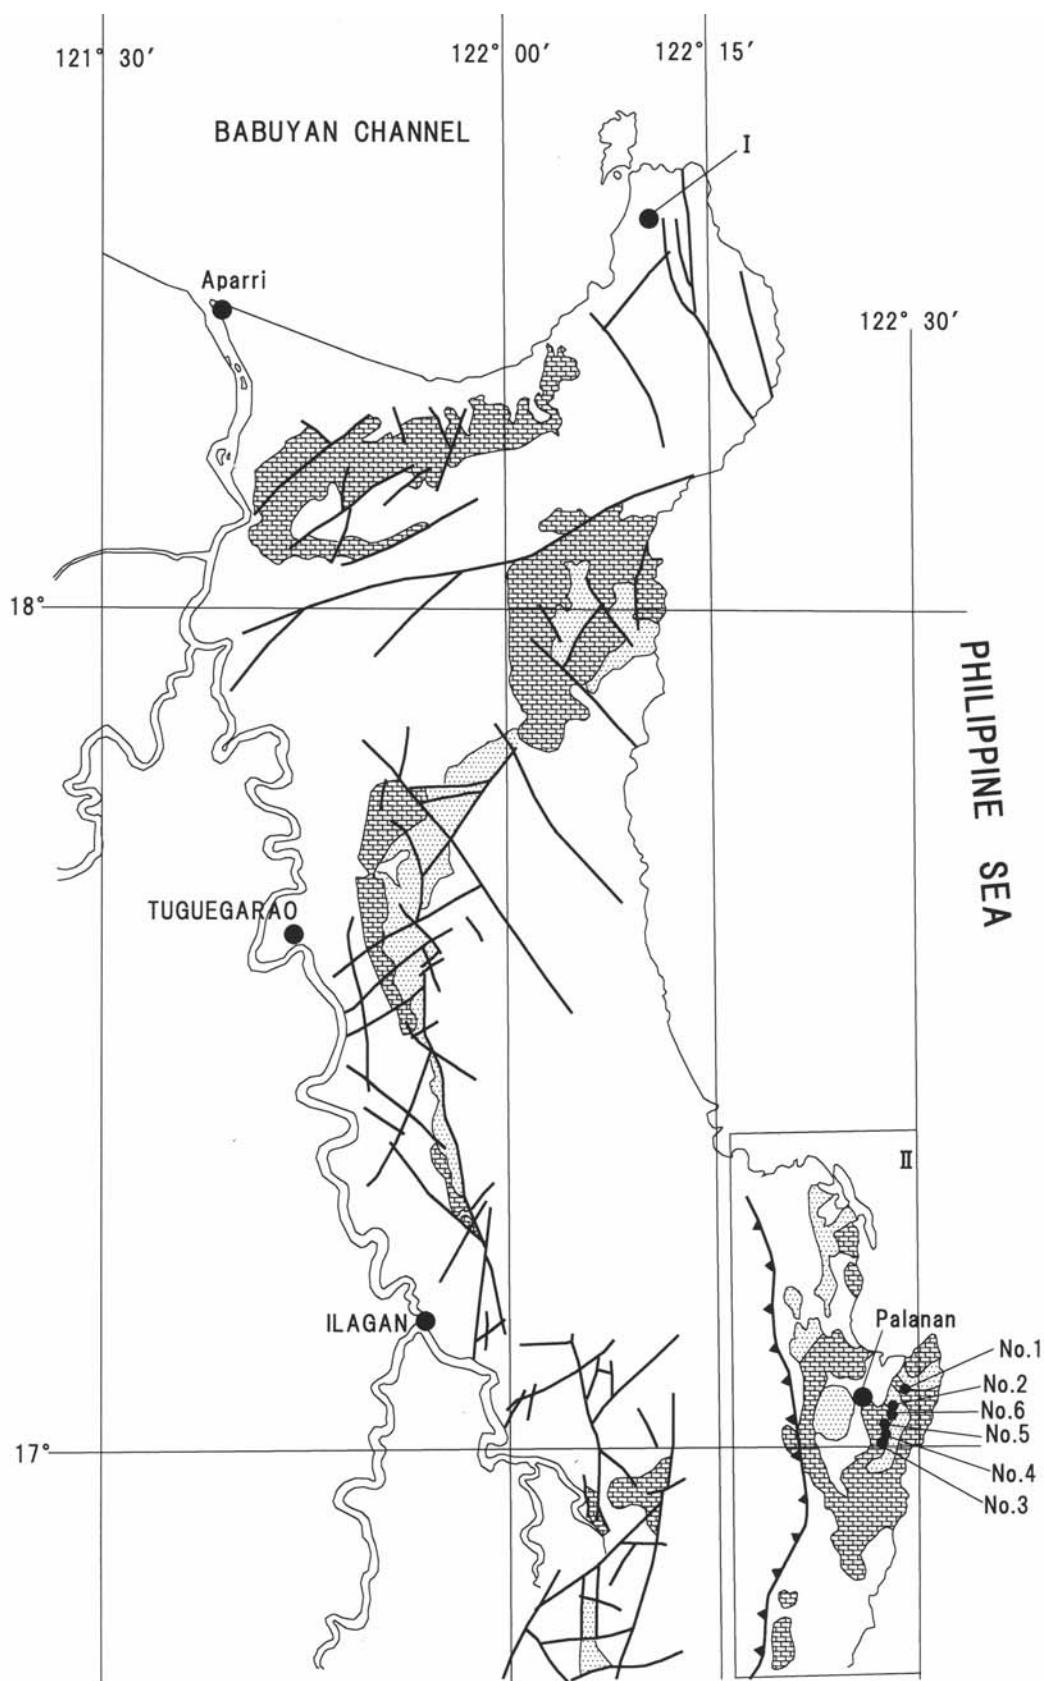 121° 30′
122° 00′
122° 15′
BABUYAN CHANNEL
I
Aparri
122° 30′
18°
PHILIPPINE SEA
TUGUEGARAO
II
ILAGAN
Palanan
No.1
No.2
No.6
No.5
No.4
No.3
17°